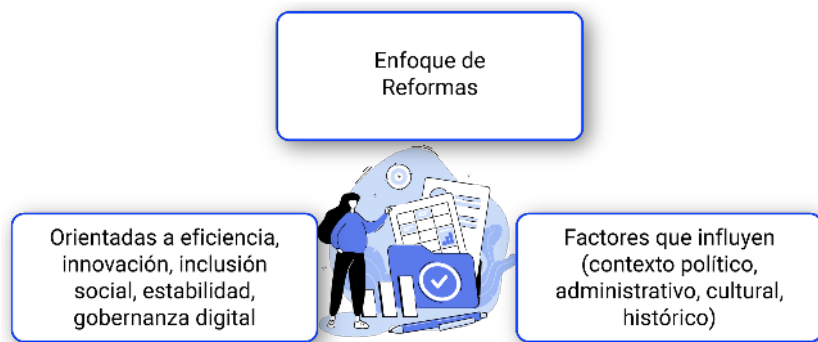 Enfoque de
Reformas
Orientadas a eficiencia,
innovación, inclusión
social, estabilidad,
gobernanza digital
Factores que influyen
(contexto político,
administrativo, cultural,
histórico)